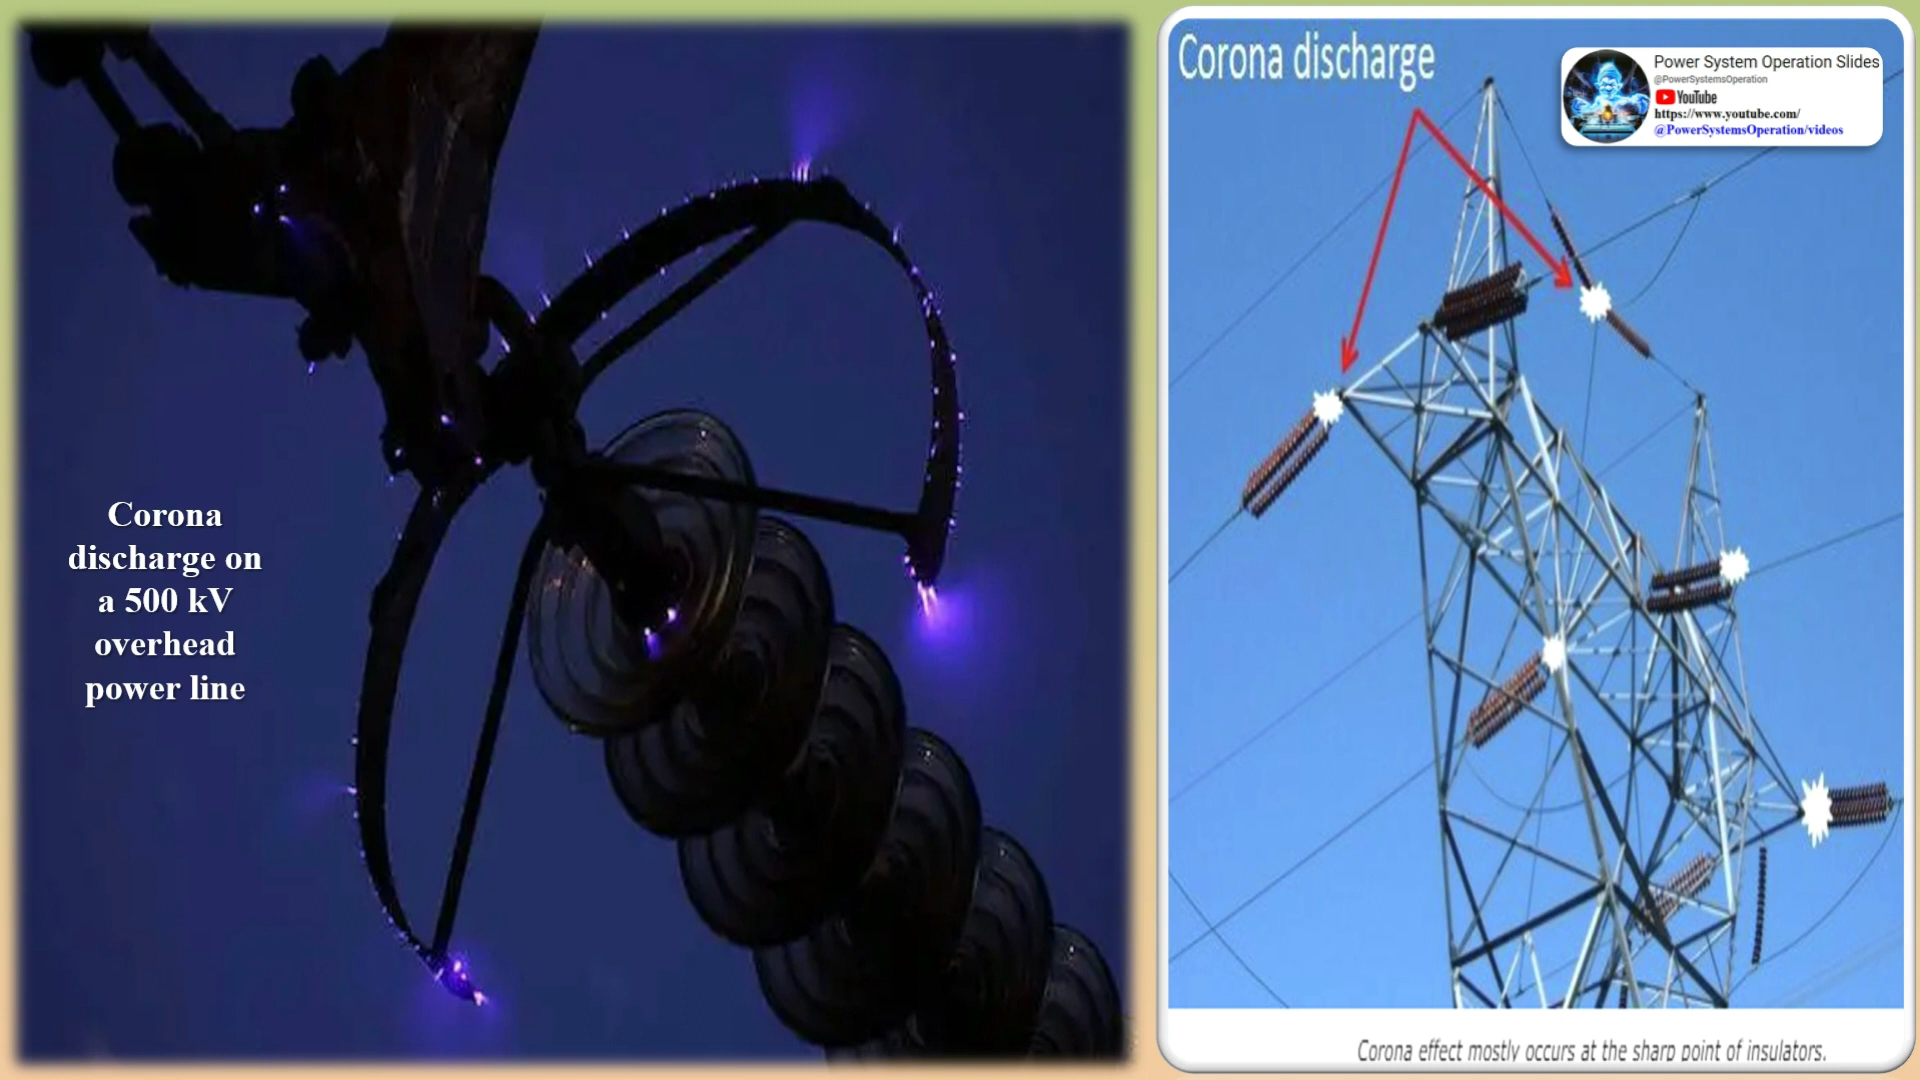 Corona
discharge on
a 500 kV
overhead
power line
Corona discharge
Power System Operation Slides
@PowerSystemsOperation
YouTube
https://www.youtube.com/
@PowerSystemsOperation/videos
Corona effect mostly occurs at the sharp point of insulators.